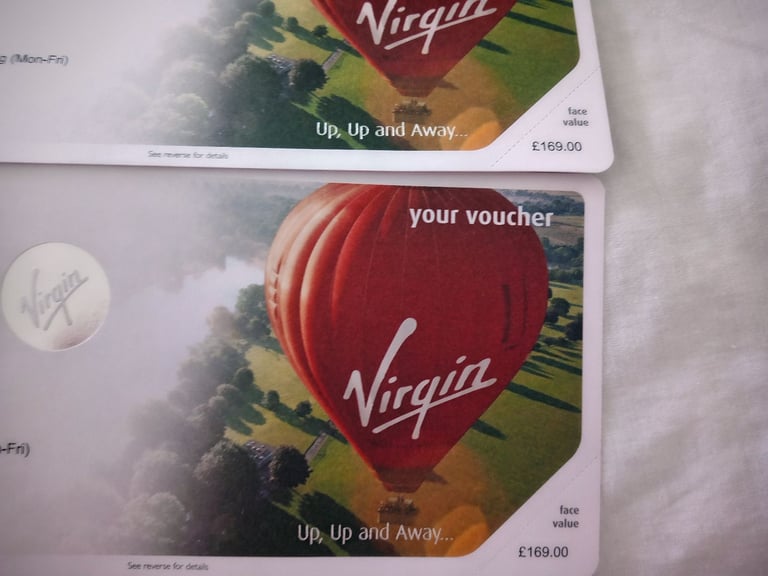 Virgin
g (Mon-Fri)
Up, Up and Away...
face
value
£169.00
See reverse for details
your voucher
Virgin
Virgin
-Fri)
Up, Up and Away...
face
value
£169.00
See reverse for details